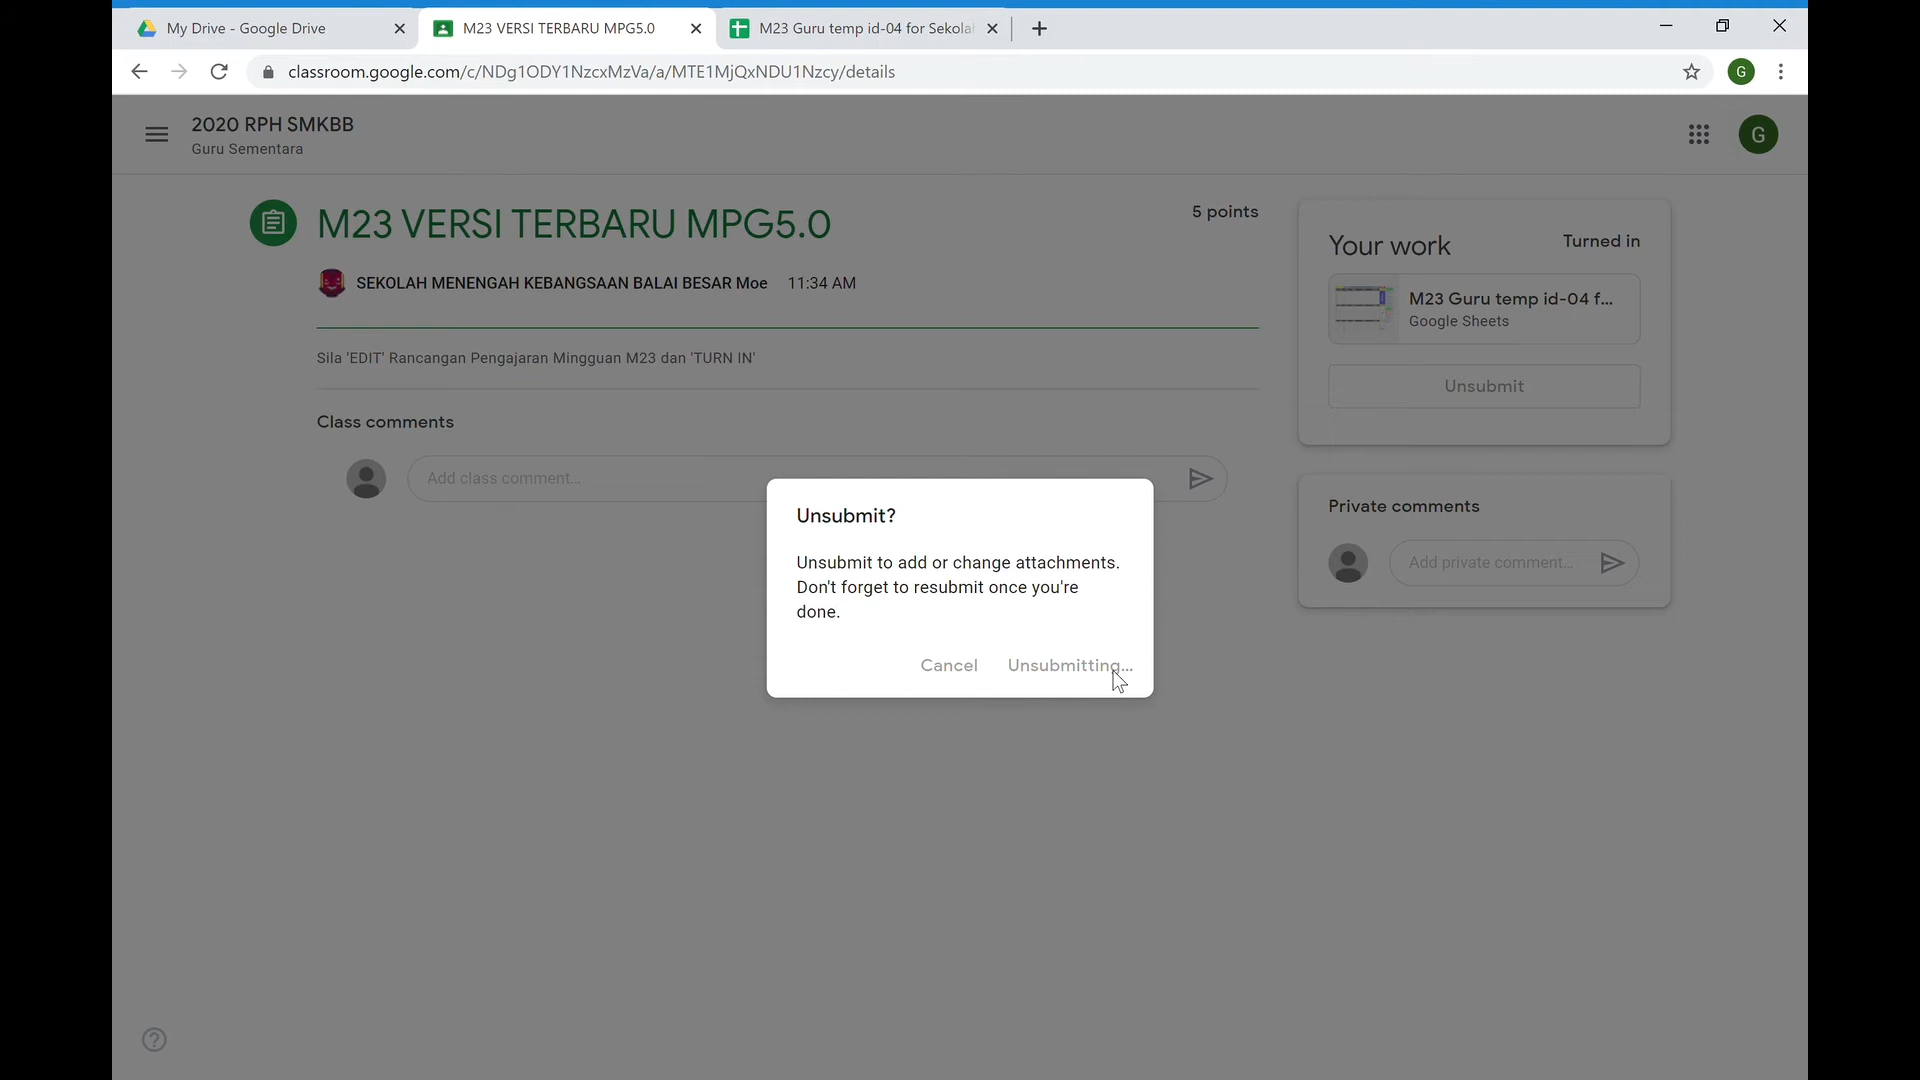 My Drive - Google Drive
M23 VERSI TERBARU MPG5.0
M23 Guru temp id-04 for Sekola
classroom.google.com/c/NDg1ODY1NzcxMzVa/a/MTE1MjQxNDU1Nzcy/details
G
2020 RPH SMKBB
Guru Sementara
G
M23 VERSI TERBARU MPG5.0
5 points
SEKOLAH MENENGAH KEBANGSAAN BALAI BESAR Moe 11:34 AM
Sila 'EDIT' Rancangan Pengajaran Mingguan M23 dan 'TURN IN'
Class comments
Add class comment...
Your work
Turned in
M23 Guru temp id-04 f...
Google Sheets
Unsubmit
Private comments
Add private comment...
Unsubmit?
Unsubmit to add or change attachments.
Don't forget to resubmit once you're
done.
Cancel
Unsubmitting...